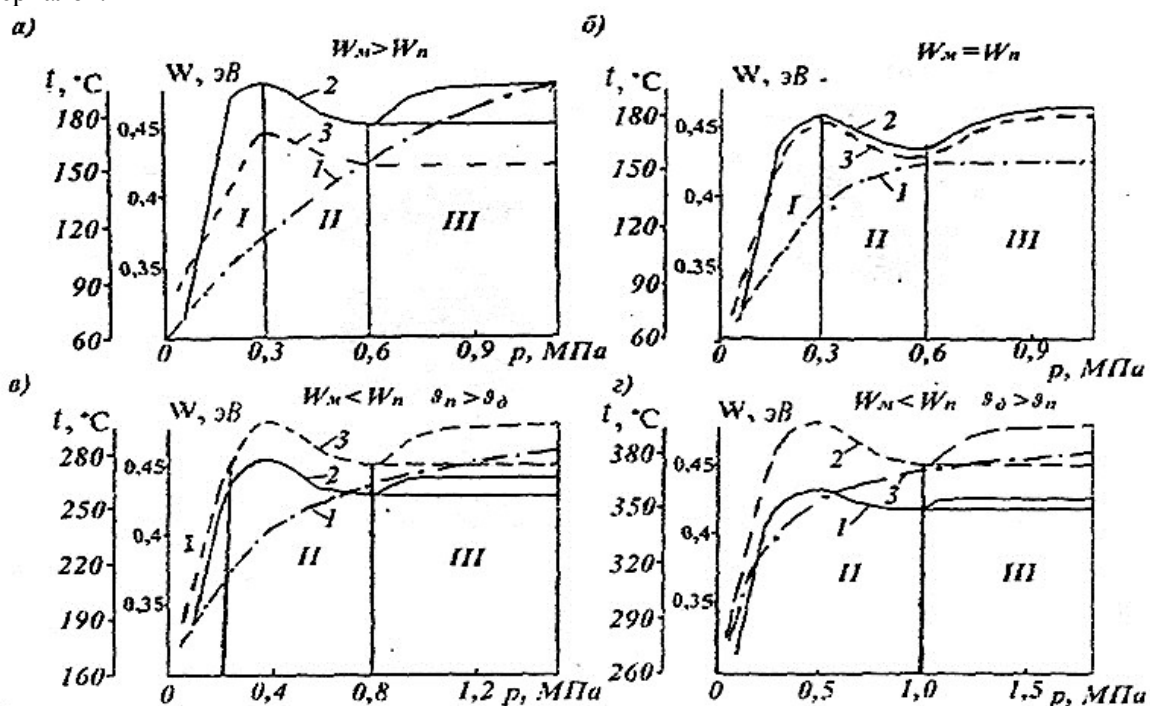 а)
Wм>Wп
t, °C
W, эВ
180
150
120
90
60
0,45
0,4
0,35
2
3
1
I
II
III
0
0,3
0,6
0,9
р, МПа
б)
Wм=Wп
t, °C
W, эВ
180
150
120
90
60
0,45
0,4
0,35
2
3
1
I
II
III
0
0,3
0,6
0,9
р, МПа
в)
Wм<Wп эп>эд
t, °C
W, эВ
280
250
220
190
160
0,45
0,4
0,35
3
2
1
I
II
III
0
0,4
0,8
1,2
р, МПа
г)
Wм<Wп эд>эп
t, °C
W, эВ
380
350
320
290
260
0,45
0,4
0,35
2
3
1
II
III
0
0,5
1,0
1,5
р, МПа